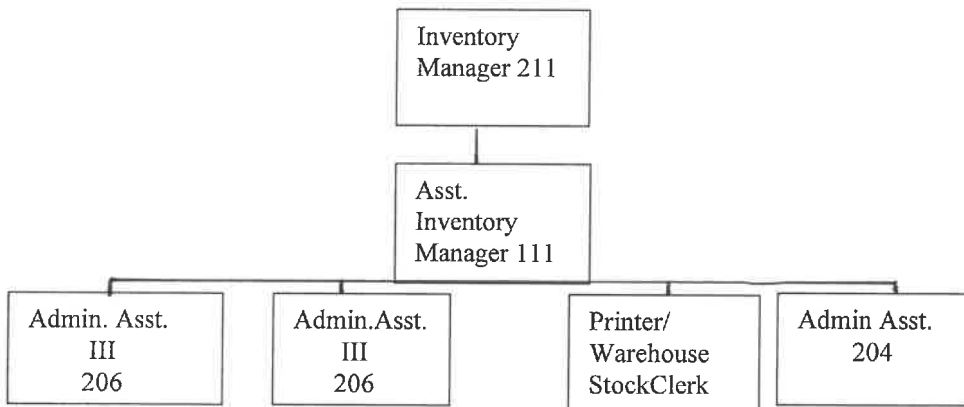 Inventory
Manager 211
Asst.
Inventory
Manager 111
Admin. Asst.
III
206
Admin.Asst.
III
206
Printer/
Warehouse
StockClerk
Admin Asst.
204